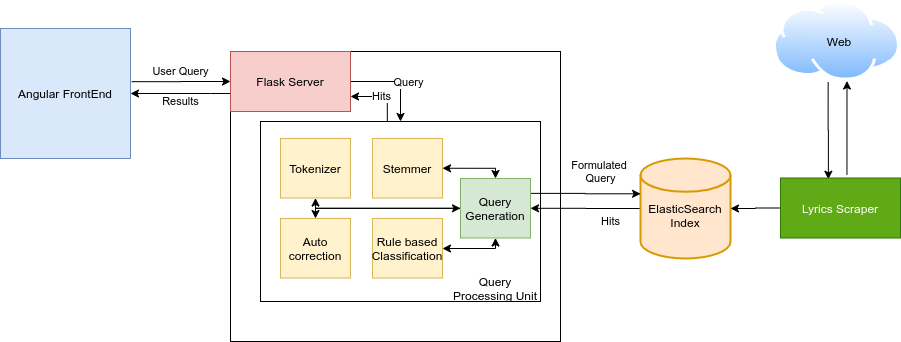 Web
Angular FrontEnd
User Query
Results
Flask Server
Query
Hits
Tokenizer
Stemmer
Auto
correction
Rule based
Classification
Query
Generation
Query
Processing Unit
Formulated
Query
Hits
ElasticSearch
Index
Lyrics Scraper